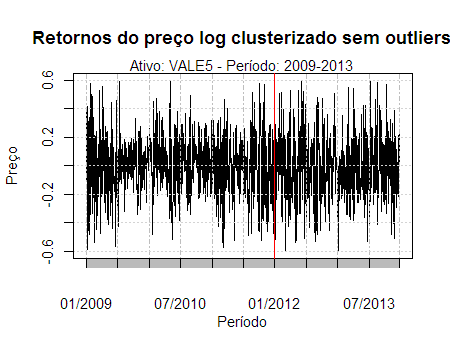 Retornos do preço log clusterizado sem outliers
Ativo: VALE5 - Período: 2009-2013
Preço
0.6
0.2
-0.2
-0.6
01/2009 07/2010 01/2012 07/2013
Período